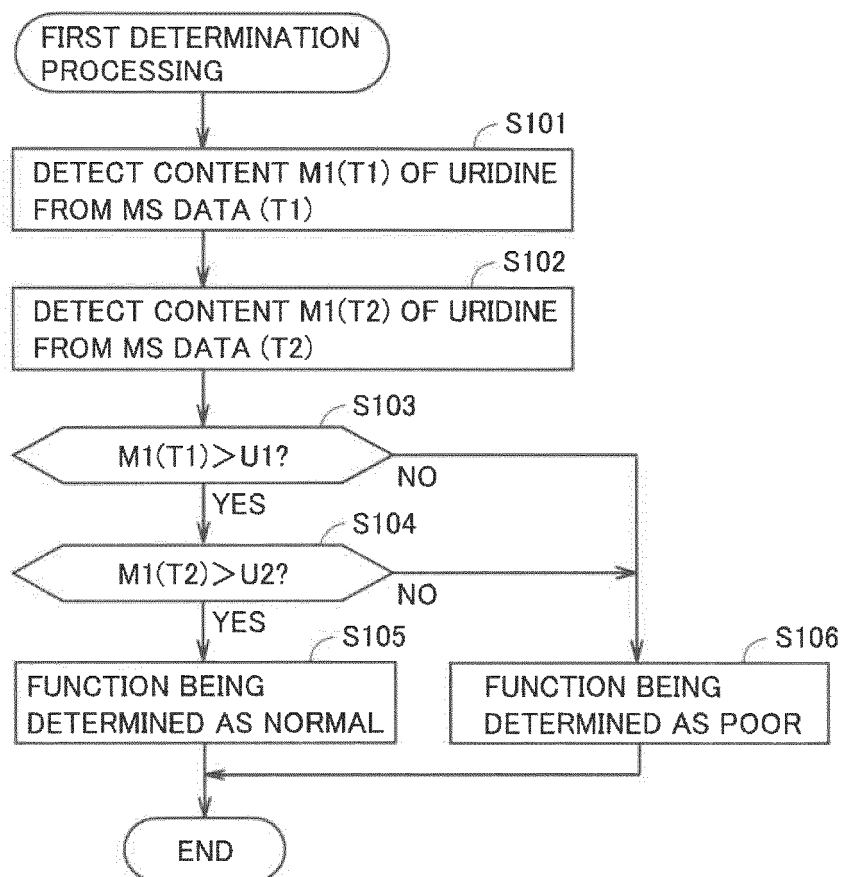 FIRST DETERMINATION
PROCESSING
S101
DETECT CONTENT M1(T1) OF URIDINE
FROM MS DATA (T1)
S102
DETECT CONTENT M1(T2) OF URIDINE
FROM MS DATA (T2)
S103
M1(T1)>U1?
NO
YES
S104
M1(T2)>U2?
NO
YES
S105
FUNCTION BEING
DETERMINED AS NORMAL
S106
FUNCTION BEING
DETERMINED AS POOR
END